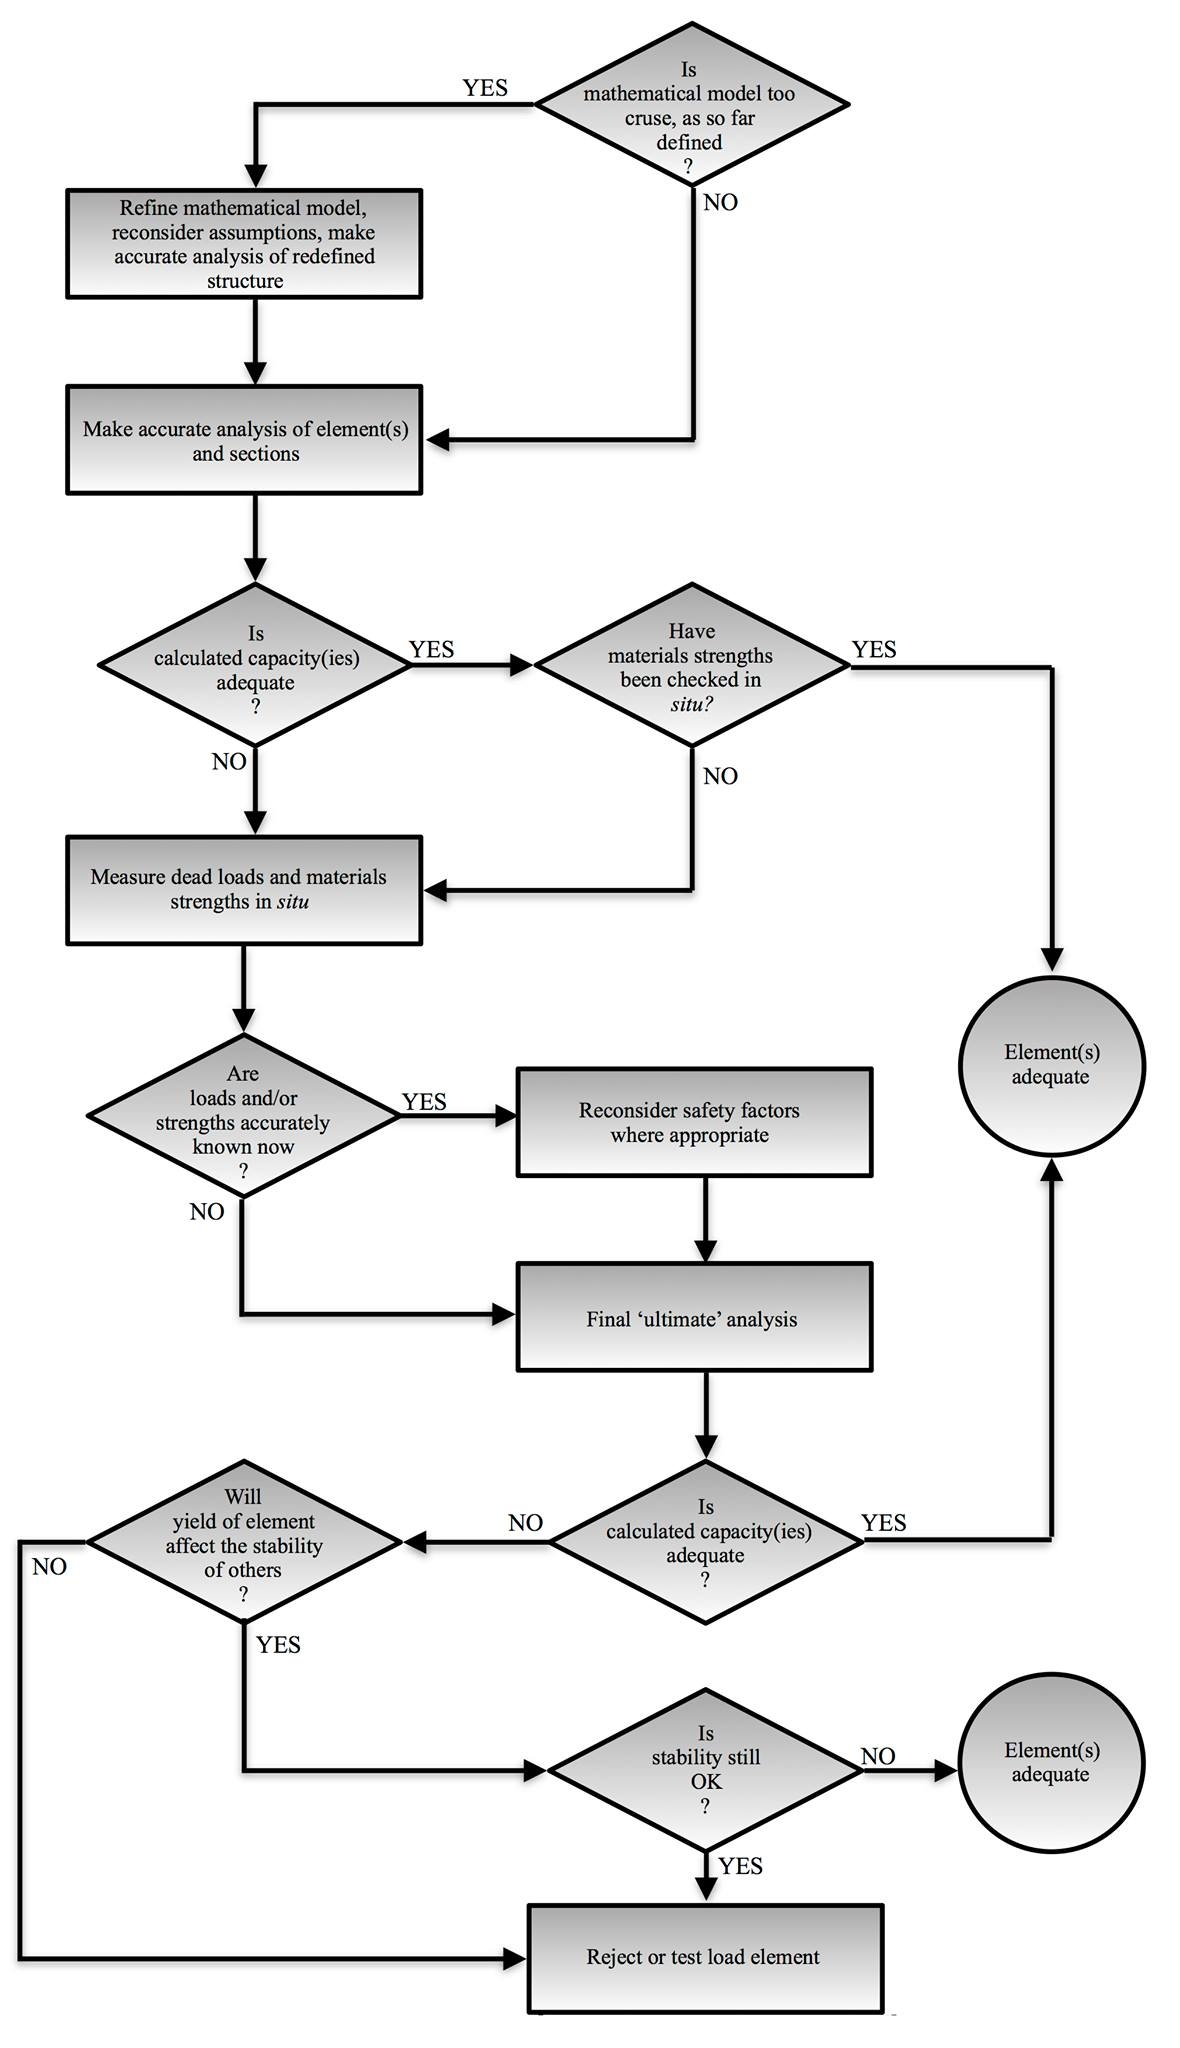 Is
mathematical model too
cruse, as so far
defined
?
YES
NO
Refine mathematical model,
reconsider assumptions, make
accurate analysis of redefined
structure
Make accurate analysis of element(s)
and sections
Is
calculated capacity(ies)
adequate
?
YES
NO
Have
materials strengths
been checked in
situ?
YES
NO
Measure dead loads and materials
strengths in situ
Are
loads and/or
strengths accurately
known now
?
YES
NO
Reconsider safety factors
where appropriate
Element(s)
adequate
Final ‘ultimate’ analysis
Is
calculated capacity(ies)
adequate
?
YES
NO
Will
yield of element
affect the stability
of others
?
NO
YES
Is
stability still
OK
?
NO
YES
Element(s)
adequate
Reject or test load element